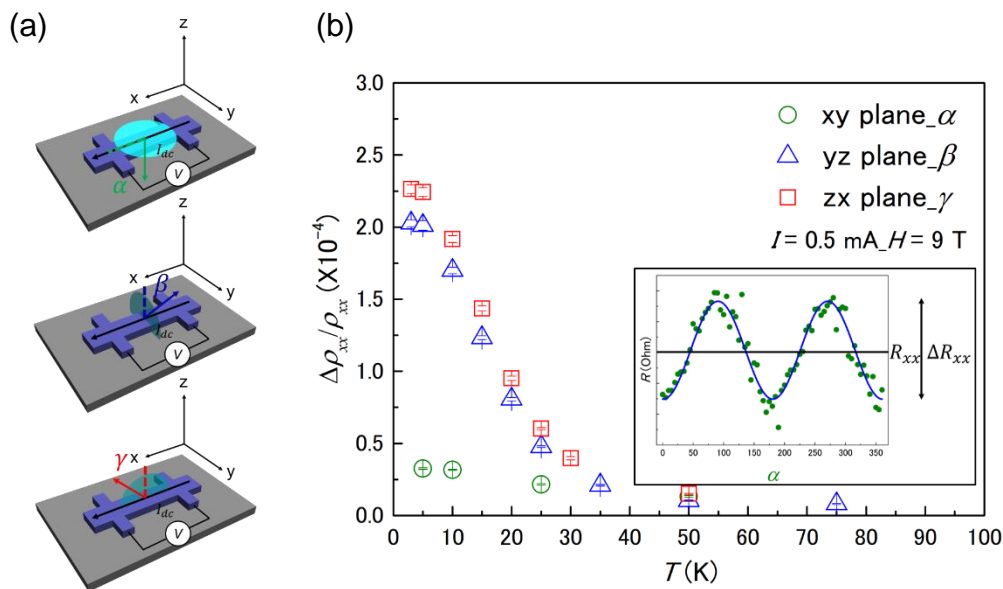 (a)
z
x
y
I_dc
α
V
z
x
β
y
I_dc
V
z
γ
x
y
I_dc
V
(b)
Δρ_xx/ρ_xx (X10⁻⁴)
3.0
2.5
2.0
1.5
1.0
0.5
0.0
0 10 20 30 40 50 60 70 80 90 100
T(K)
xy plane_α
yz plane_β
zx plane_γ
I = 0.5 mA_H = 9 T
R(Ohm)
0 50 100 150 200 250 300 350
α
R_xx ΔR_xx